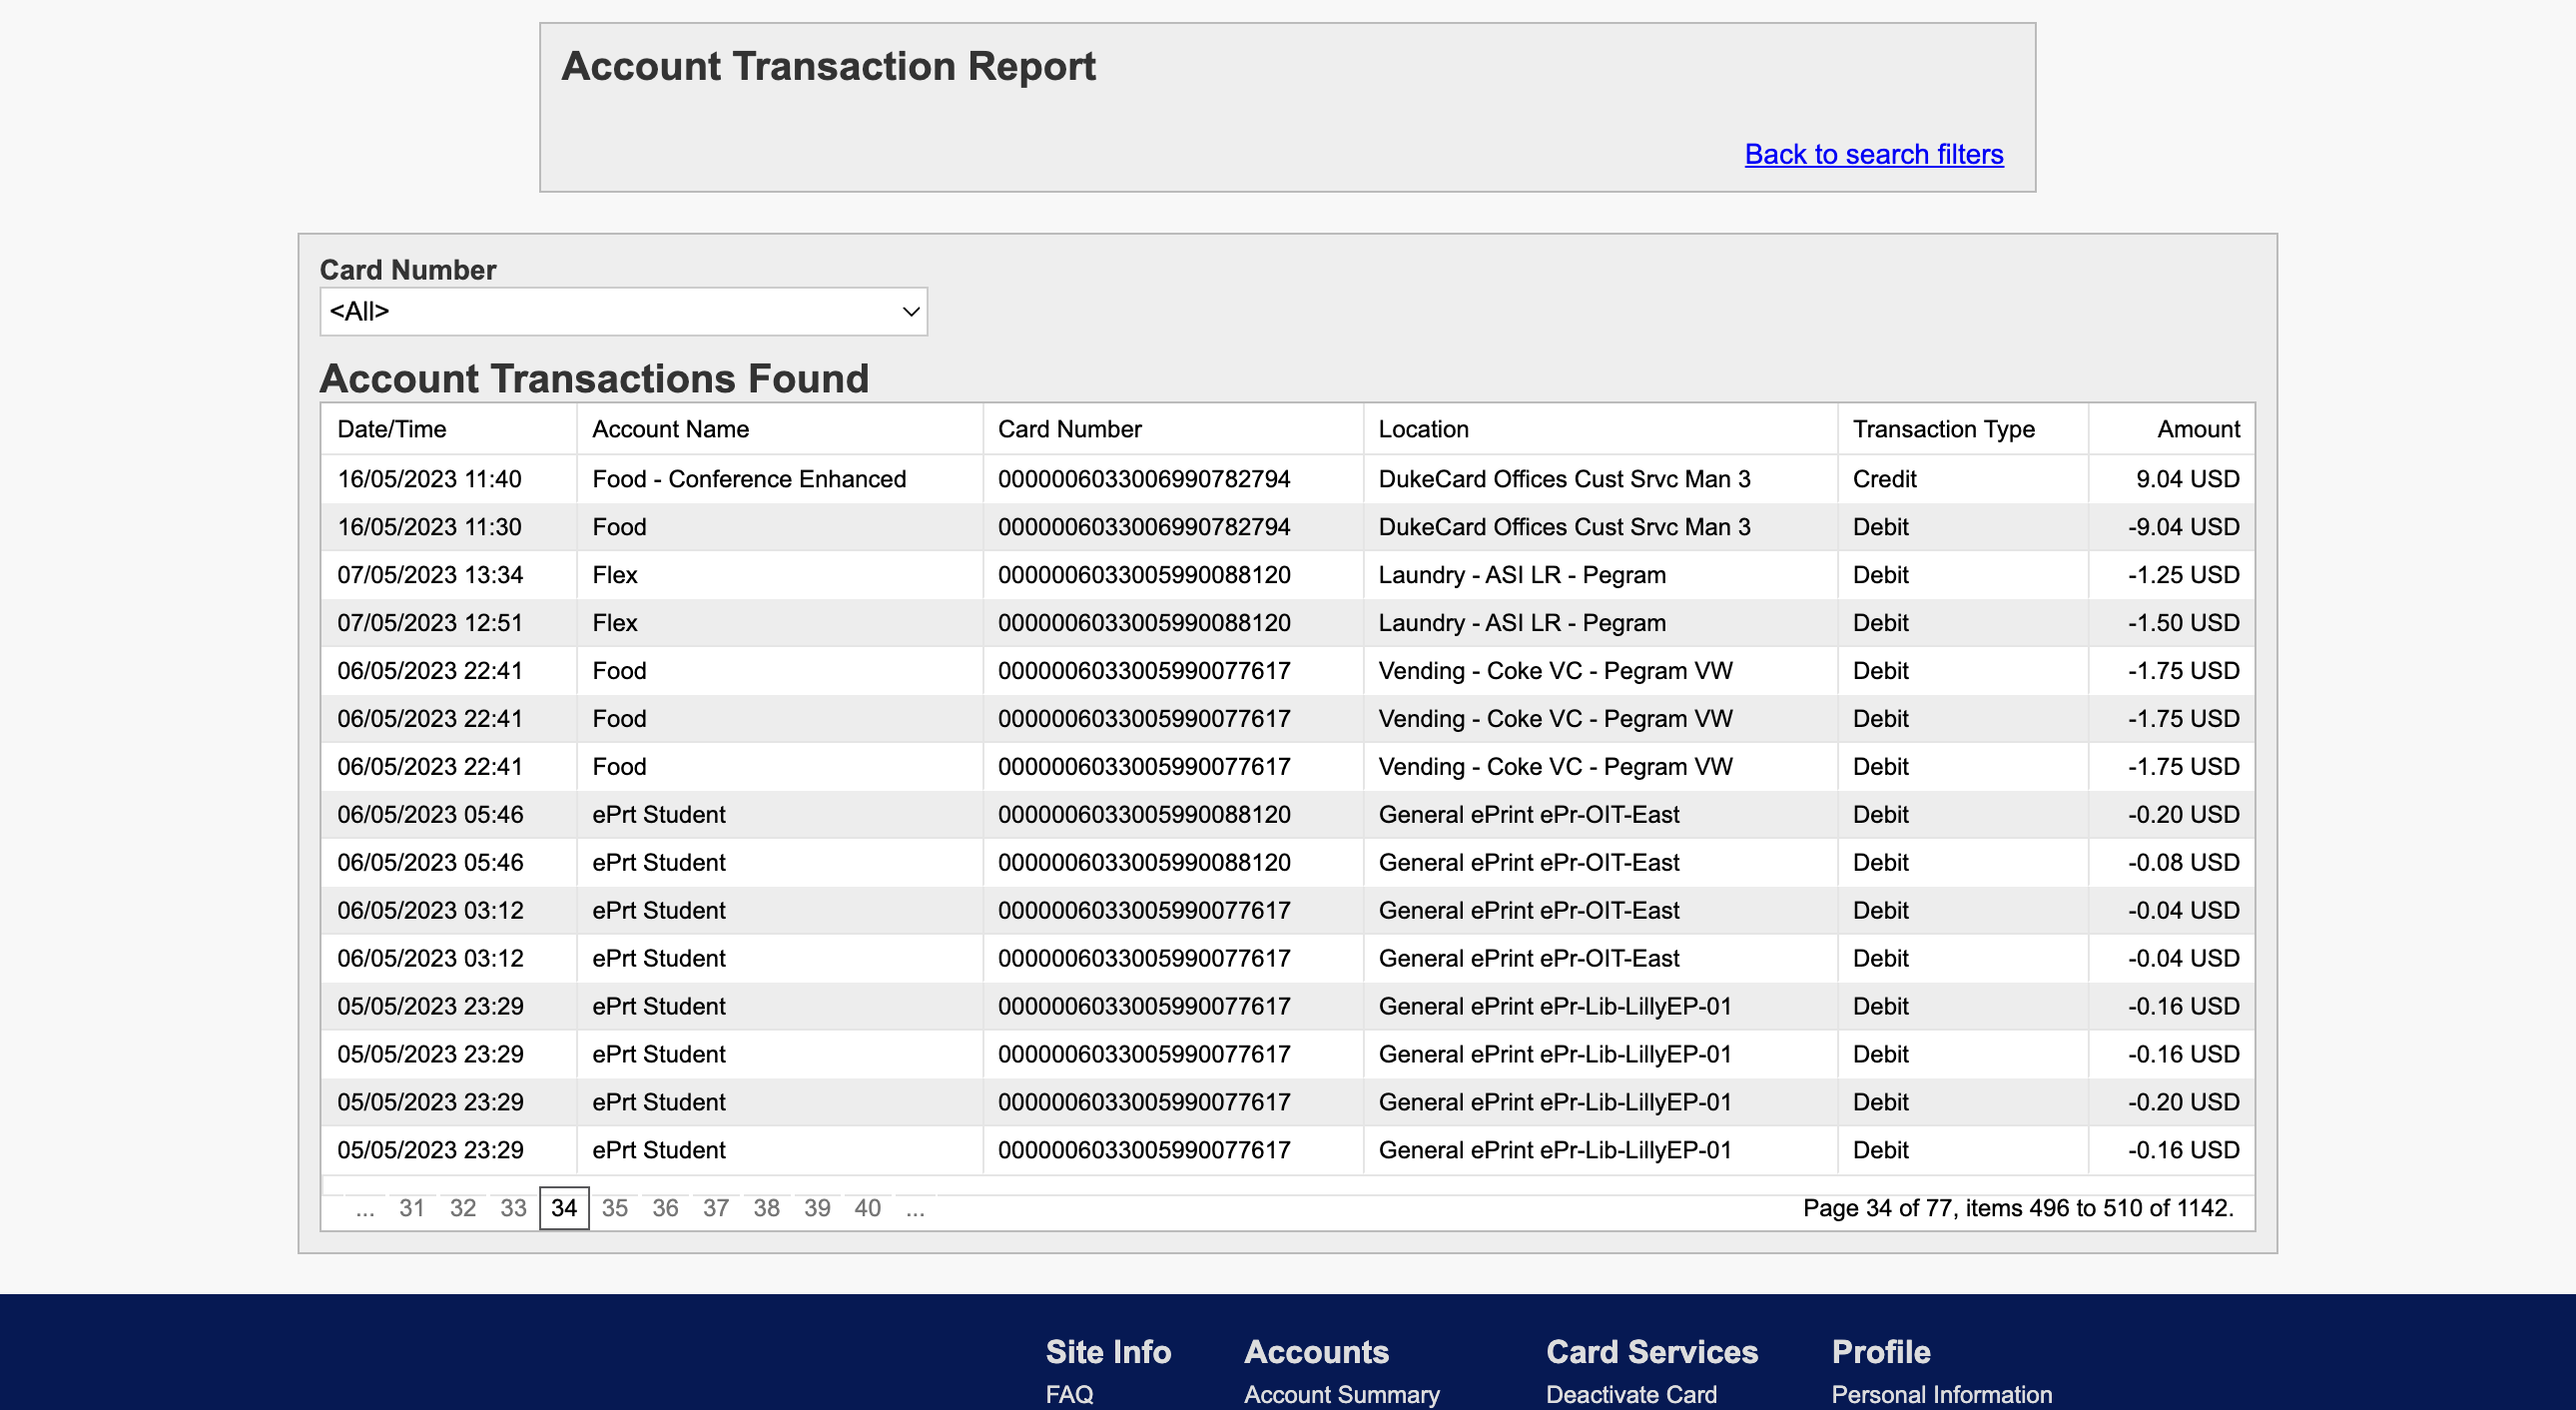 Account Transaction Report
Back to search filters
Card Number
<All>
Account Transactions Found
Date/Time Account Name Card Number Location Transaction Type Amount
16/05/2023 11:40 Food - Conference Enhanced 0000006033006990782794 DukeCard Offices Cust Srvc Man 3 Credit 9.04 USD
16/05/2023 11:30 Food 0000006033006990782794 DukeCard Offices Cust Srvc Man 3 Debit -9.04 USD
07/05/2023 13:34 Flex 0000006033005990088120 Laundry - ASI LR - Pegram Debit -1.25 USD
07/05/2023 12:51 Flex 0000006033005990088120 Laundry - ASI LR - Pegram Debit -1.50 USD
06/05/2023 22:41 Food 0000006033005990077617 Vending - Coke VC - Pegram VW Debit -1.75 USD
06/05/2023 22:41 Food 0000006033005990077617 Vending - Coke VC - Pegram VW Debit -1.75 USD
06/05/2023 22:41 Food 0000006033005990077617 Vending - Coke VC - Pegram VW Debit -1.75 USD
06/05/2023 05:46 ePrt Student 0000006033005990088120 General ePrint ePr-OIT-East Debit -0.20 USD
06/05/2023 05:46 ePrt Student 0000006033005990088120 General ePrint ePr-OIT-East Debit -0.08 USD
06/05/2023 03:12 ePrt Student 0000006033005990077617 General ePrint ePr-OIT-East Debit -0.04 USD
06/05/2023 03:12 ePrt Student 0000006033005990077617 General ePrint ePr-OIT-East Debit -0.04 USD
05/05/2023 23:29 ePrt Student 0000006033005990077617 General ePrint ePr-Lib-LillyEP-01 Debit -0.16 USD
05/05/2023 23:29 ePrt Student 0000006033005990077617 General ePrint ePr-Lib-LillyEP-01 Debit -0.16 USD
05/05/2023 23:29 ePrt Student 0000006033005990077617 General ePrint ePr-Lib-LillyEP-01 Debit -0.20 USD
05/05/2023 23:29 ePrt Student 0000006033005990077617 General ePrint ePr-Lib-LillyEP-01 Debit -0.16 USD
... 31 32 33 34 35 36 37 38 39 40 ... Page 34 of 77, items 496 to 510 of 1142.
Site Info Accounts Card Services Profile
FAQ Account Summary Deactivate Card Personal Information